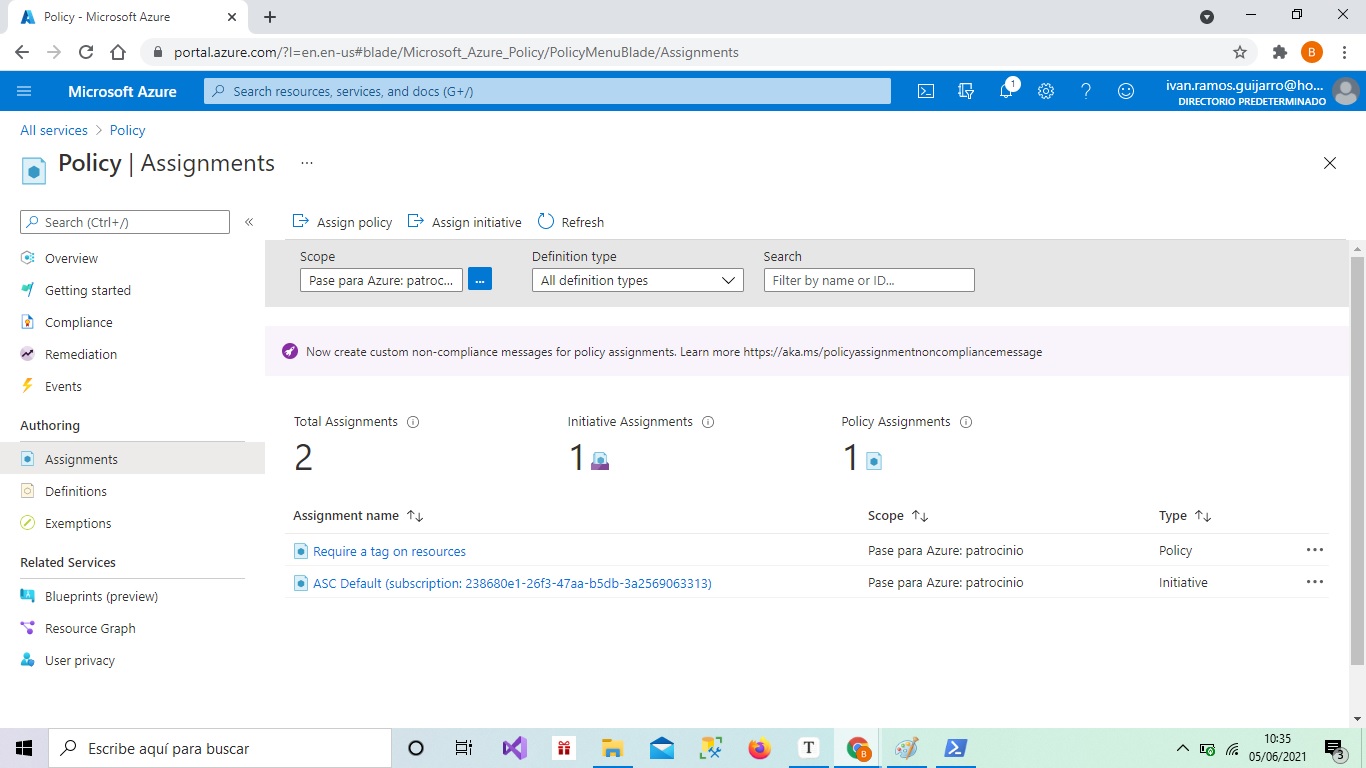 Policy - Microsoft Azure
portal.azure.com/?l=en.en-us#blade/Microsoft_Azure_Policy/PolicyMenuBlade/Assignments
B
Microsoft Azure
Search resources, services, and docs (G+/)
1
ivan.ramos.guijarro@ho...
DIRECTORIO PREDETERMINADO
All services > Policy
Policy | Assignments ...
Search (Ctrl+/)
«
Assign policy
Assign initiative
Refresh
Overview
Getting started
Compliance
Remediation
Events
Authoring
Assignments
Definitions
Exemptions
Related Services
Blueprints (preview)
Resource Graph
User privacy
Scope
Definition type
Search
Pase para Azure: patroc...
...
All definition types
Filter by name or ID...
Now create custom non-compliance messages for policy assignments. Learn more https://aka.ms/policyassignmentnoncompliancemessage
Total Assignments
Initiative Assignments
Policy Assignments
2
1
1
Assignment name ↑↓
Scope ↑↓
Type ↑↓
Require a tag on resources
Pase para Azure: patrocinio
Policy
...
ASC Default (subscription: 238680e1-26f3-47aa-b5db-3a2569063313)
Pase para Azure: patrocinio
Initiative
...
Escribe aquí para buscar
T
B
10:35
05/06/2021
3